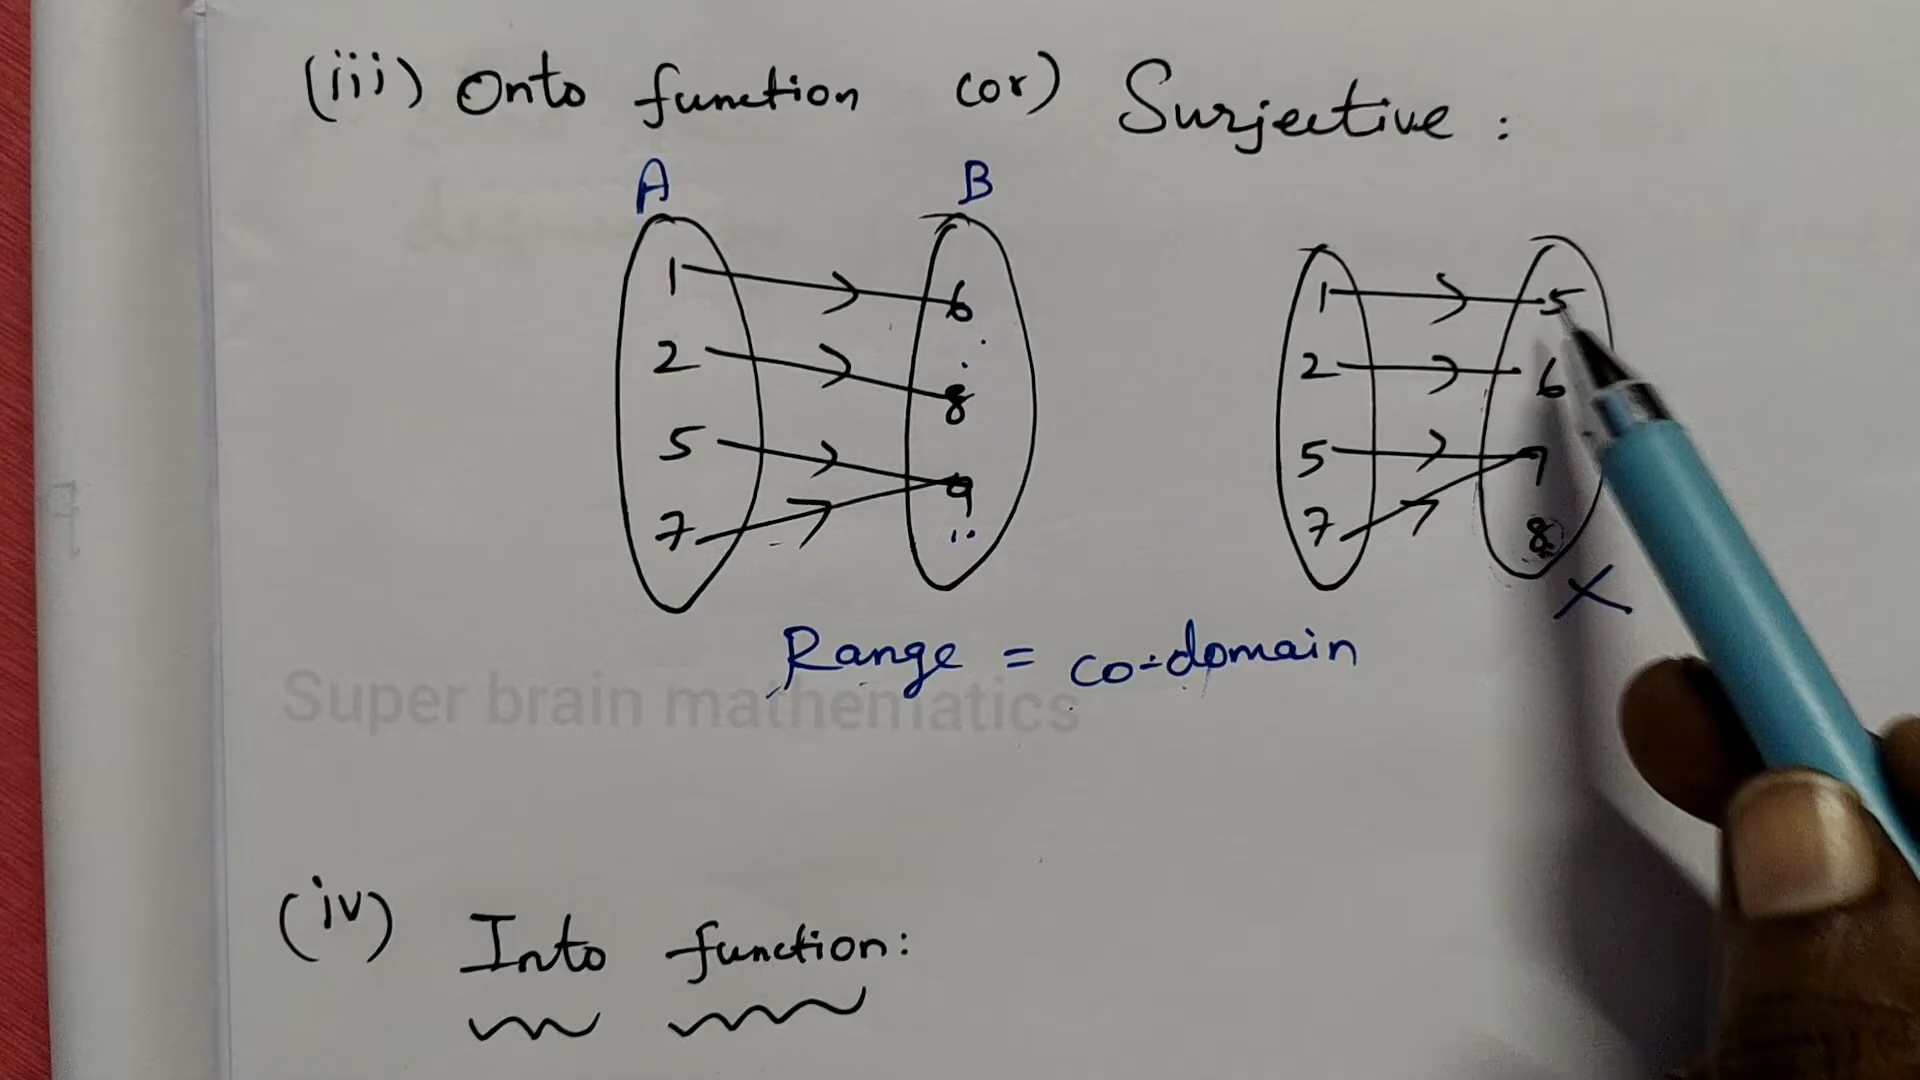 (iii) Onto function (or) Surjective :
A B
1 6 1 5
2 8 2 6
5 9 5 7
7 7 8
X
Range = co-domain
Super brain mathematics
(iv) Into function: